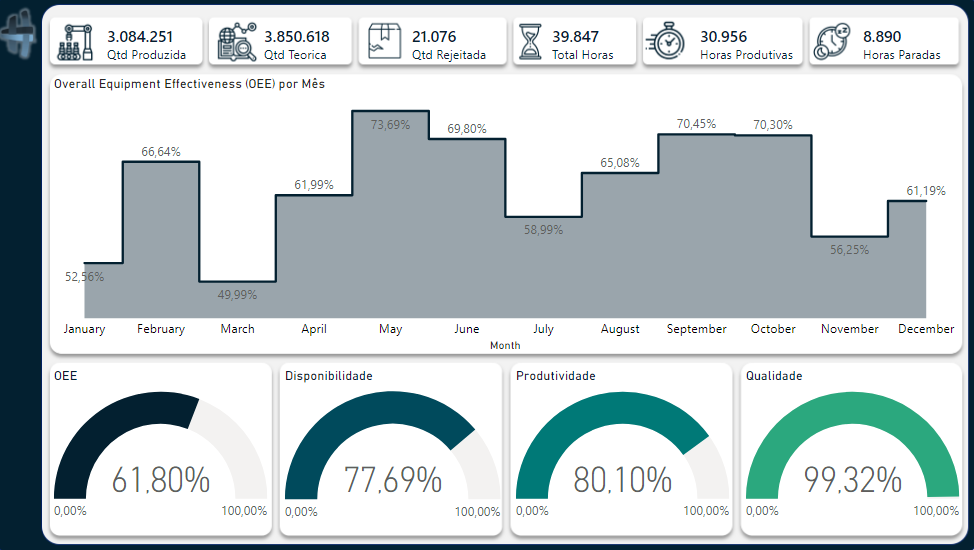 3.084.251
Qtd Produzida
3.850.618
Qtd Teorica
21.076
Qtd Rejeitada
39.847
Total Horas
30.956
Horas Produtivas
8.890
Horas Paradas
Overall Equipment Effectiveness (OEE) por Mês
52,56%
66,64%
49,99%
61,99%
73,69%
69,80%
58,99%
65,08%
70,45%
70,30%
56,25%
61,19%
January February March April May June July August September October November December
Month
OEE
61,80%
0,00% 100,00%
Disponibilidade
77,69%
0,00% 100,00%
Produtividade
80,10%
0,00% 100,00%
Qualidade
99,32%
0,00% 100,00%